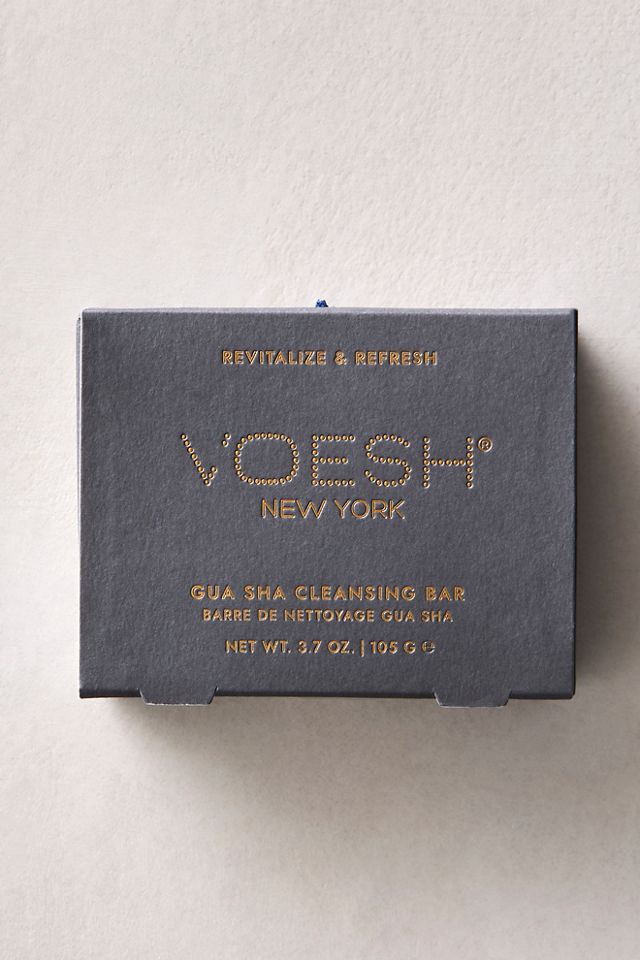 REVITALIZE & REFRESH
VOESH®
NEW YORK
GUA SHA CLEANSING BAR
BARRE DE NETTOYAGE GUA SHA
NET WT. 3.7 OZ. | 105 G ℮